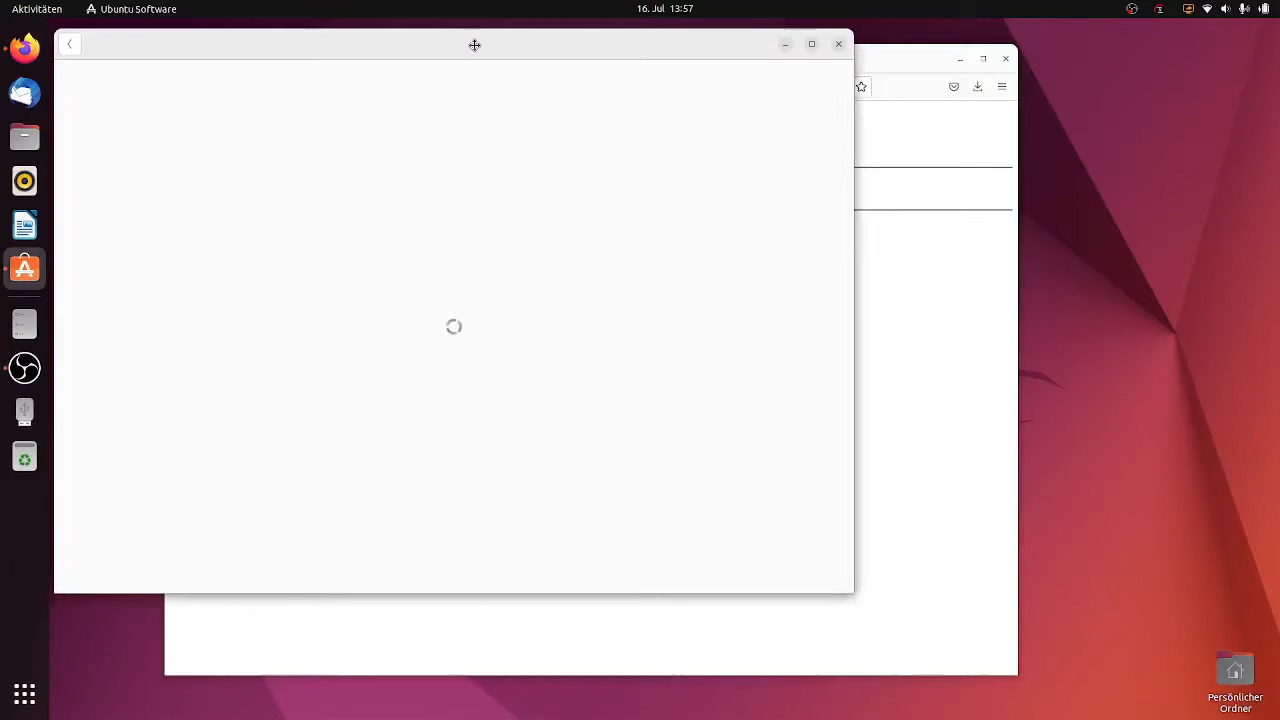 Aktivitäten
Ubuntu Software
16. Jul 13:57
Persönlicher
Ordner